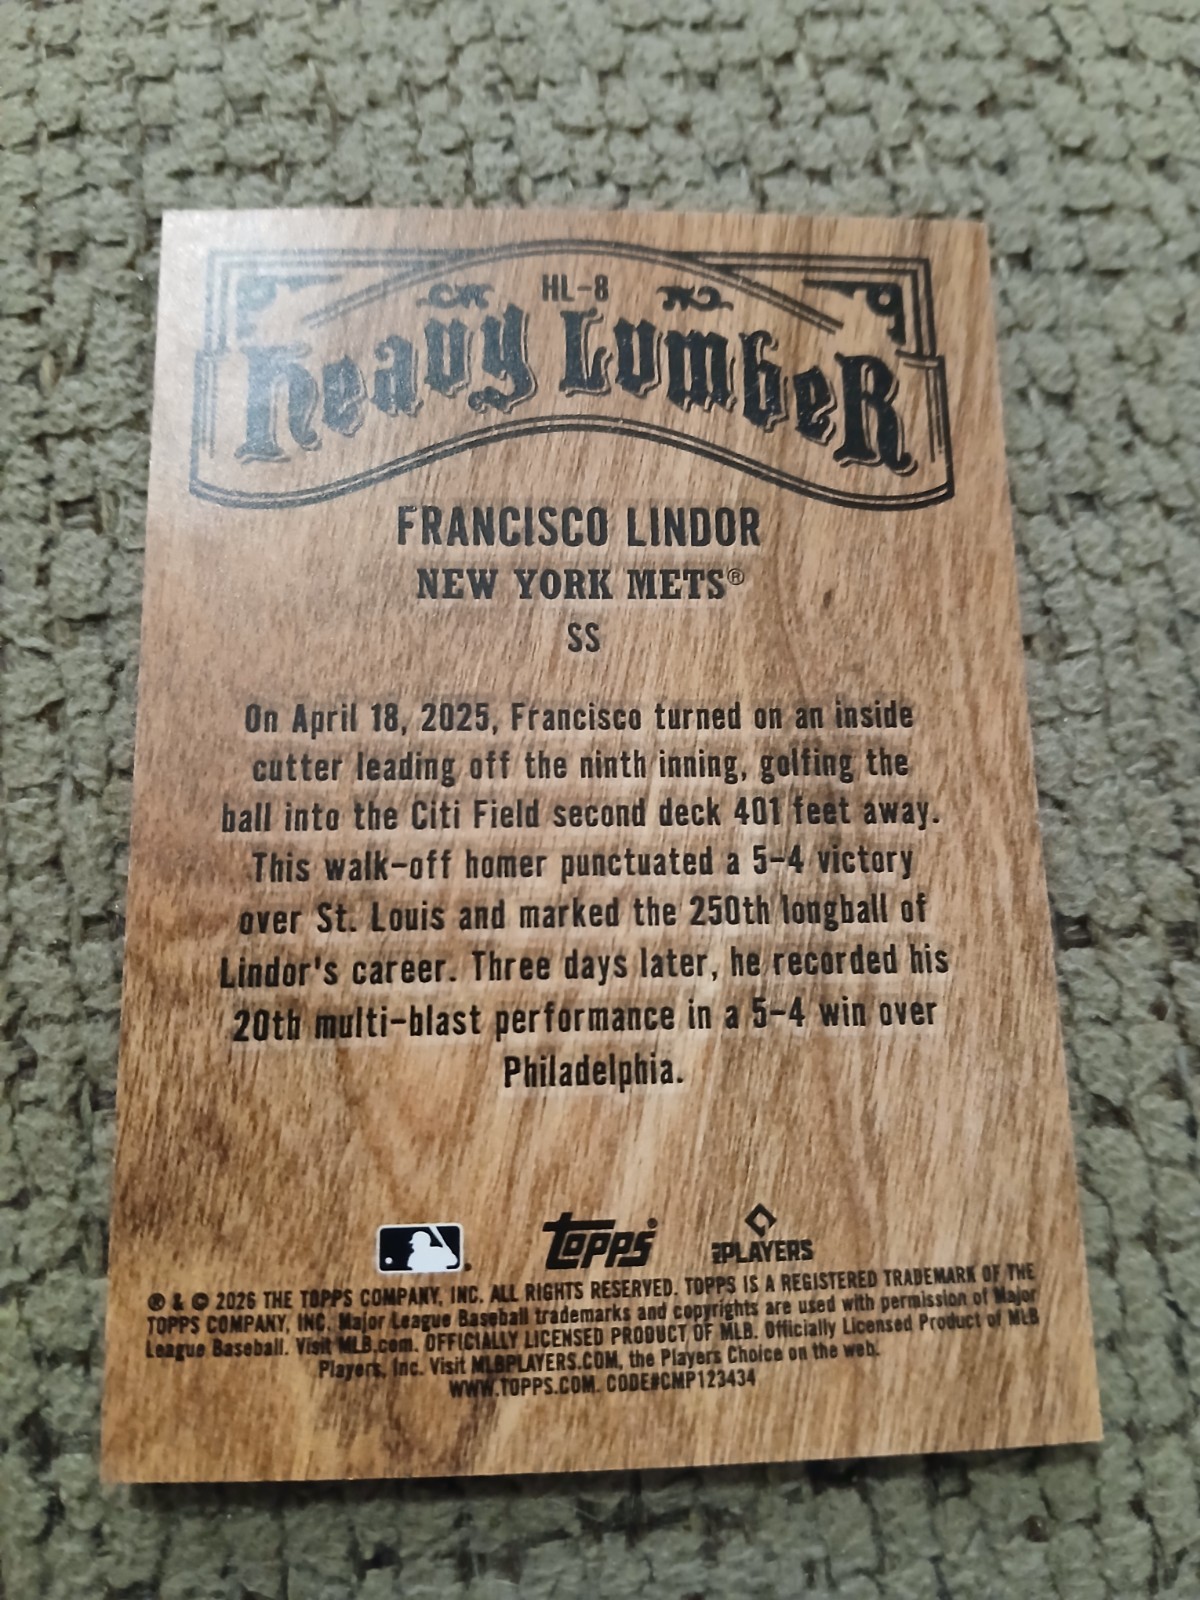 HL-8
Heavy Lumber
FRANCISCO LINDOR
NEW YORK METS®
SS
On April 18, 2025, Francisco turned on an inside
cutter leading off the ninth inning, golfing the
ball into the Citi Field second deck 401 feet away.
This walk-off homer punctuated a 5-4 victory
over St. Louis and marked the 250th longball of
Lindor's career. Three days later, he recorded his
20th multi-blast performance in a 5-4 win over
Philadelphia.
topps
MLBPLAYERS
® & © 2026 THE TOPPS COMPANY, INC. ALL RIGHTS RESERVED. TOPPS IS A REGISTERED TRADEMARK OF THE
TOPPS COMPANY, INC. Major League Baseball trademarks and copyrights are used with permission of Major
League Baseball. Visit MLB.com. OFFICIALLY LICENSED PRODUCT OF MLB. Officially Licensed Product of MLB
Players, Inc. Visit MLBPLAYERS.COM, the Players Choice on the web.
WWW.TOPPS.COM. CODE#CMP123434